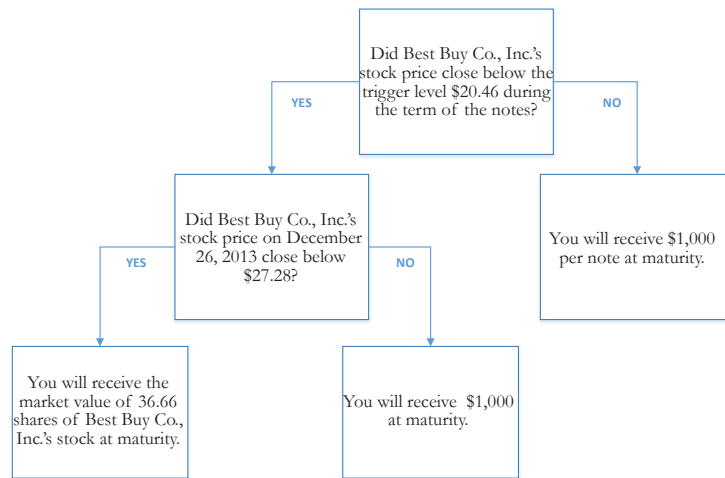 Did Best Buy Co., Inc.'s
stock price close below the
trigger level $20.46 during
the term of the notes?
YES
NO
Did Best Buy Co., Inc.'s
stock price on December
26, 2013 close below
$27.28?
You will receive $1,000
per note at maturity.
YES
NO
You will receive the
market value of 36.66
shares of Best Buy Co.,
Inc.'s stock at maturity.
You will receive $1,000
at maturity.